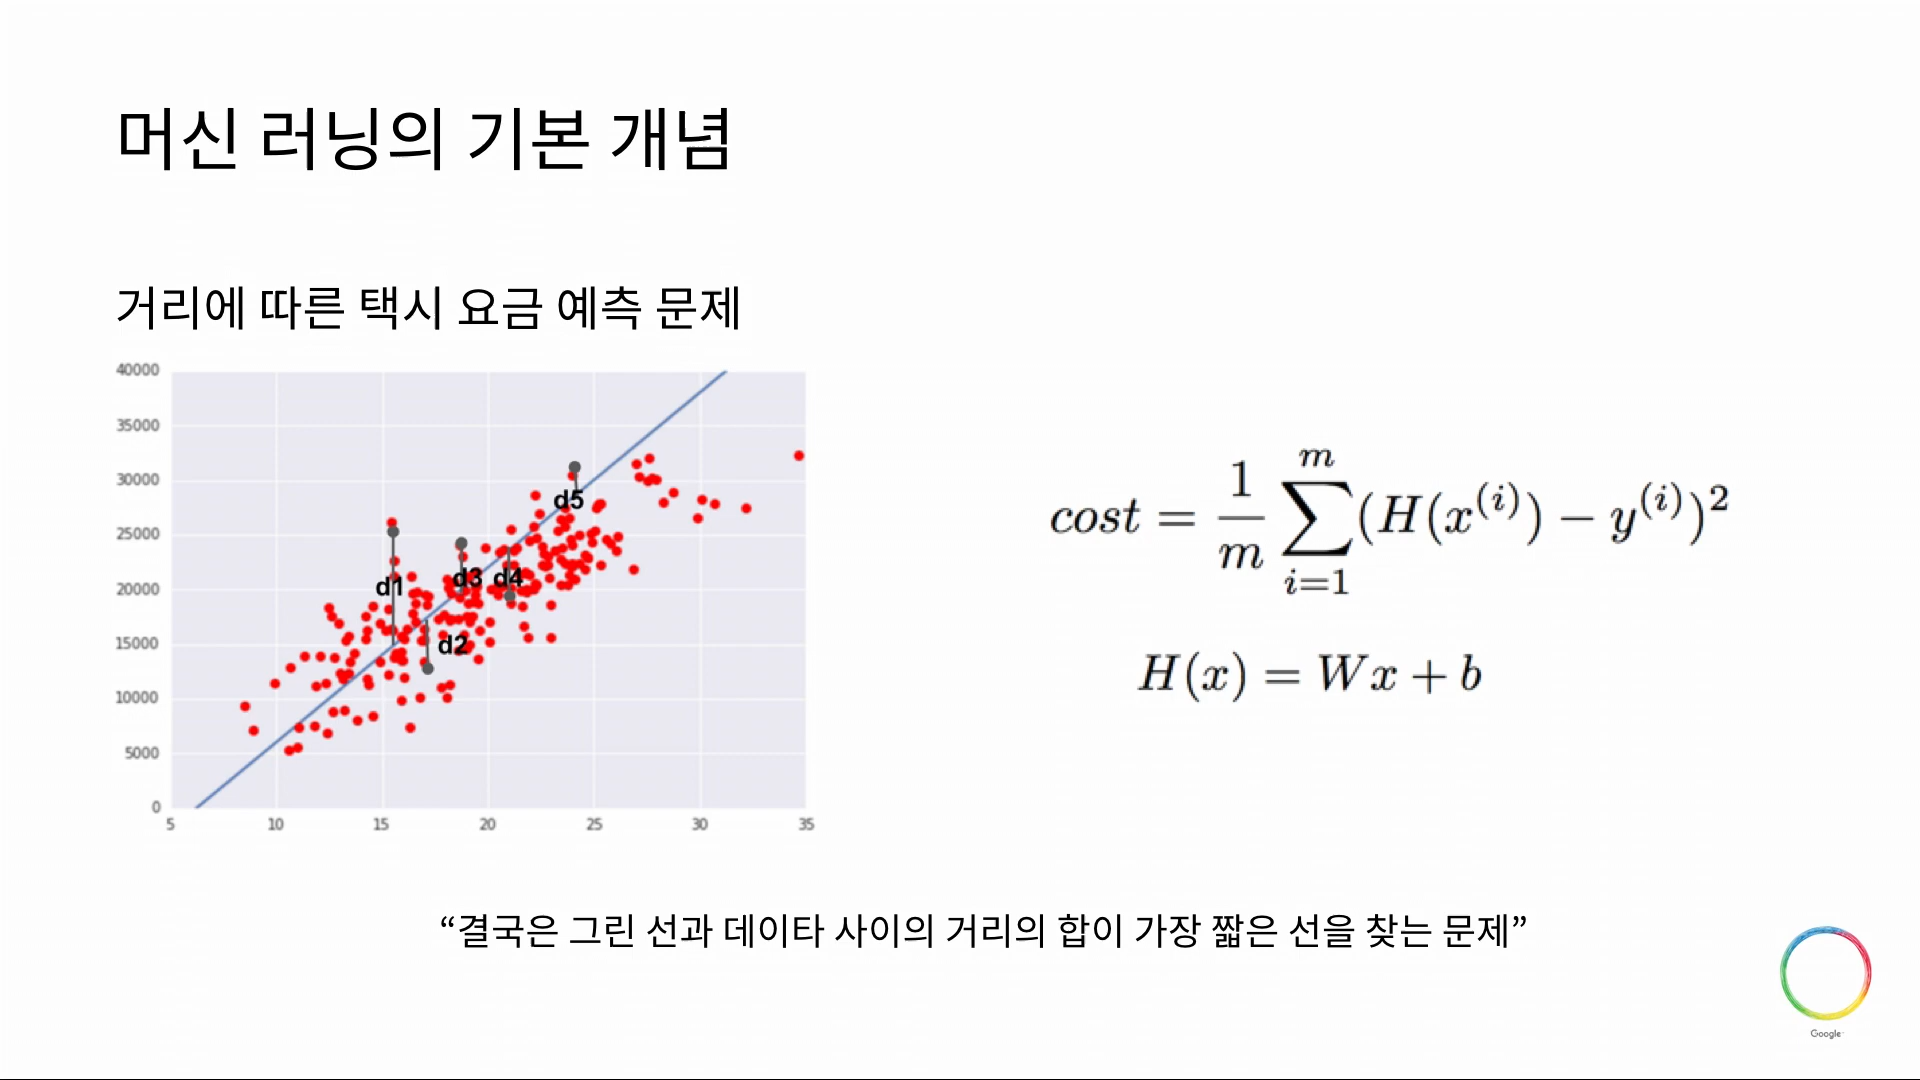 머신 러닝의 기본 개념
거리에 따른 택시 요금 예측 문제
40000
35000
30000
25000
20000
15000
10000
5000
0
5 10 15 20 25 30 35
d1
d2
d3
d4
d5
cost = \frac{1}{m} \sum_{i=1}^{m} (H(x^{(i)}) - y^{(i)})^2
H(x) = Wx + b
“결국은 그린 선과 데이타 사이의 거리의 합이 가장 짧은 선을 찾는 문제”
Google